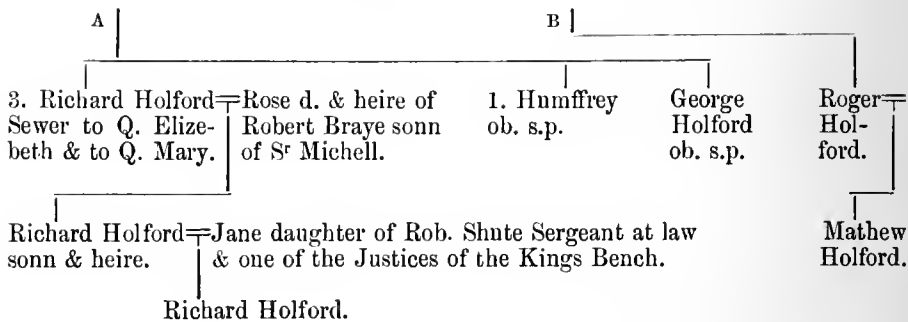 A
B
3. Richard Holford Sewer to Q. Elize-
beth & to Q. Mary.
Rose d. & heire of
Robert Braye sonn
of Sr Michell.
1. Humffrey
ob. s.p.
George
Holford
ob. s.p.
Roger
Hol-
ford.
Richard Holford
sonn & heire.
Jane daughter of Rob. Shute Sergeant at law
& one of the Justices of the Kings Bench.
Mathew
Holford.
Richard Holford.